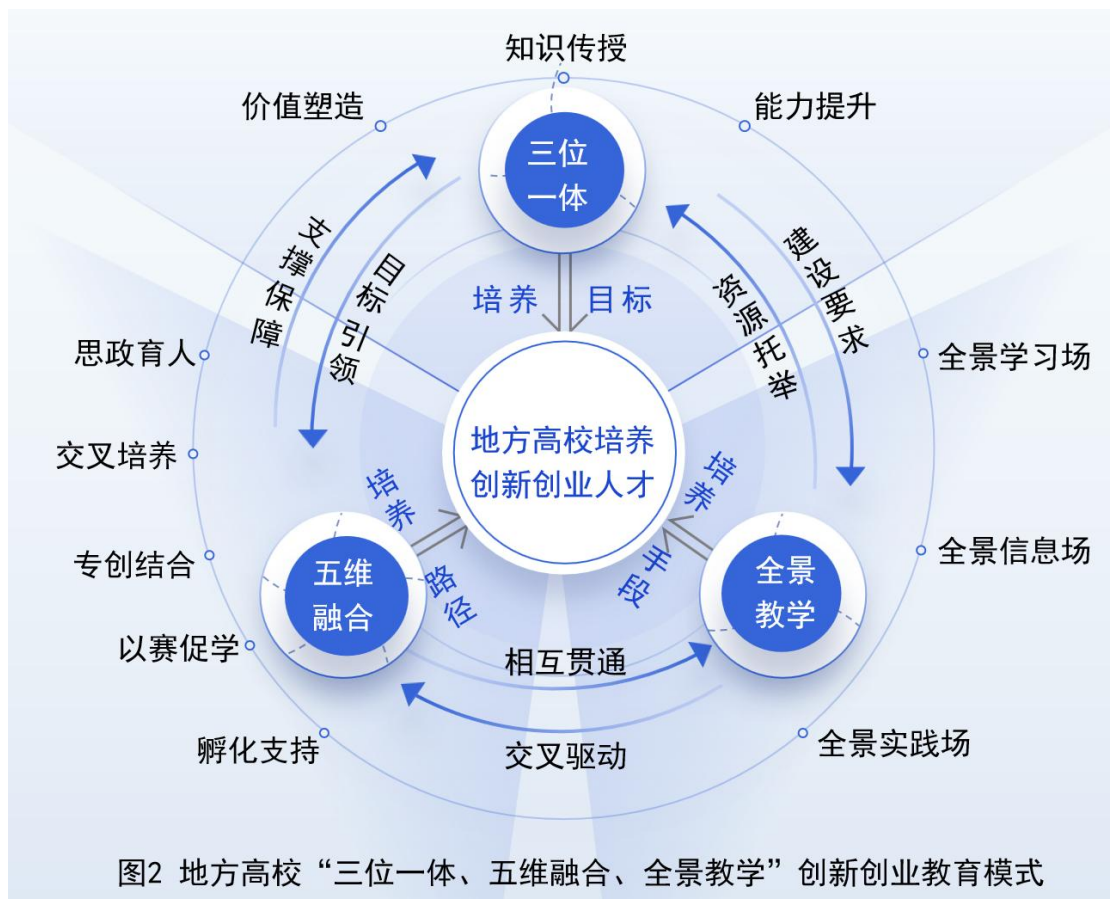 知识传授
价值塑造
能力提升
三位
一体
支撑保障
目标引领
建设要求
资源托举
培养 目标
思政育人
全景学习场
地方高校培养
创新创业人才
交叉培养
培养
路径
培养
手段
专创结合
全景信息场
五维
融合
全景
教学
以赛促学
相互贯通
孵化支持
全景实践场
交叉驱动
图2 地方高校“三位一体、五维融合、全景教学”创新创业教育模式